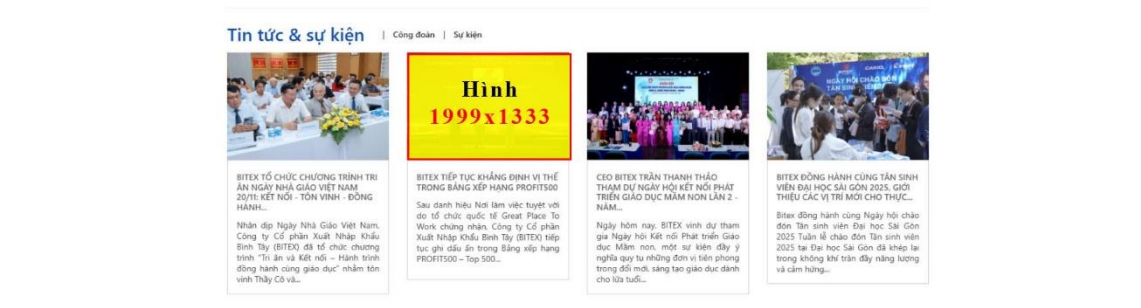 Tin tức & sự kiện | Công đoàn | Sự kiện
Hình
1999x1333
CASIO
NGÀY HỘI CHÀO ĐÓN
TÂN SINH VIÊN
BITEX TỔ CHỨC CHƯƠNG TRÌNH TRI
ÂN NGÀY NHÀ GIÁO VIỆT NAM
20/11: KẾT NỐI - TÔN VINH - ĐỒNG
HÀNH...
Nhân dịp Ngày Nhà Giáo Việt Nam,
Công ty Cổ phần Xuất Nhập Khẩu
Bình Tây (BITEX) đã tổ chức chương
trình "Tri ân và Kết nối – Hành trình
đồng hành cùng giáo dục" nhằm tôn
vinh Thầy Cô và...
BITEX TIẾP TỤC KHẲNG ĐỊNH VỊ THẾ
TRONG BẢNG XẾP HẠNG PROFIT500
Sau danh hiệu Nơi làm việc tuyệt vời
do tổ chức quốc tế Great Place To
Work chứng nhận, Công ty Cổ phần
Xuất Nhập Khẩu Bình Tây (BITEX) tiếp
tục ghi dấu ấn trong Bảng xếp hạng
PROFIT500 – Top 500...
CEO BITEX TRẦN THANH THẢO
THAM DỰ NGÀY HỘI KẾT NỐI PHÁT
TRIỂN GIÁO DỤC MẦM NON LẦN 2 -
NĂM...
Ngày hôm nay, BITEX vinh dự tham
gia Ngày hội Kết nối Phát triển Giáo
dục Mầm non, một sự kiện đầy ý
nghĩa quy tụ những đơn vị tiên phong
trong đổi mới, sáng tạo giáo dục dành
cho lứa tuổi...
BITEX ĐỒNG HÀNH CÙNG TÂN SINH
VIÊN ĐẠI HỌC SÀI GÒN 2025, GIỚI
THIỆU CÁC VỊ TRÍ MỚI CHO THỰC...
Bitex đồng hành cùng Ngày hội chào
đón Tân sinh viên Đại học Sài Gòn
2025 Tuần lễ chào đón Tân sinh viên
2025 tại Đại học Sài Gòn đã khép lại
trong không khí tràn đầy năng lượng
và cảm hứng...